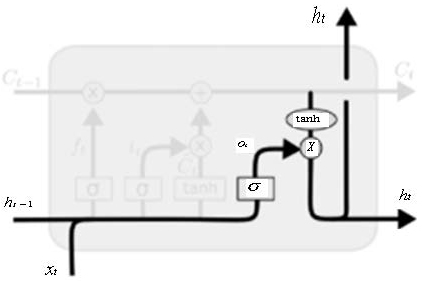 hₜ
Cₜ₋₁
Cₜ
×
+
tanh
fₜ
iₜ
×
oₜ
X
C̃ₜ
σ
σ
tanh
σ
hₜ₋₁
hₜ
xₜ